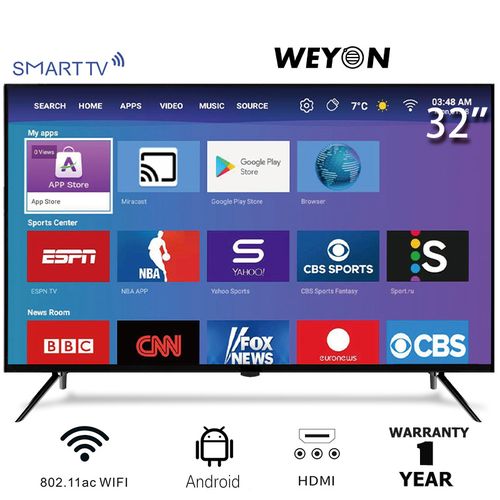 SMART TV
WEYON
SEARCH HOME APPS VIDEO MUSIC SOURCE 7°C 03:48 AM
32”
My apps
0 Views
APP Store
Google Play
Store
App Store Miracast Google Play Store Browser
Sports Center
ESPN NBA S YAHOO! CBS SPORTS S
ESPN TV NBA APP Yahoo Sports CBS Sports Fantasy Sport.ru
News Room
BBC CNN FOX NEWS euronews CBS
802.11ac WIFI Android HDMI
WARRANTY
1
YEAR